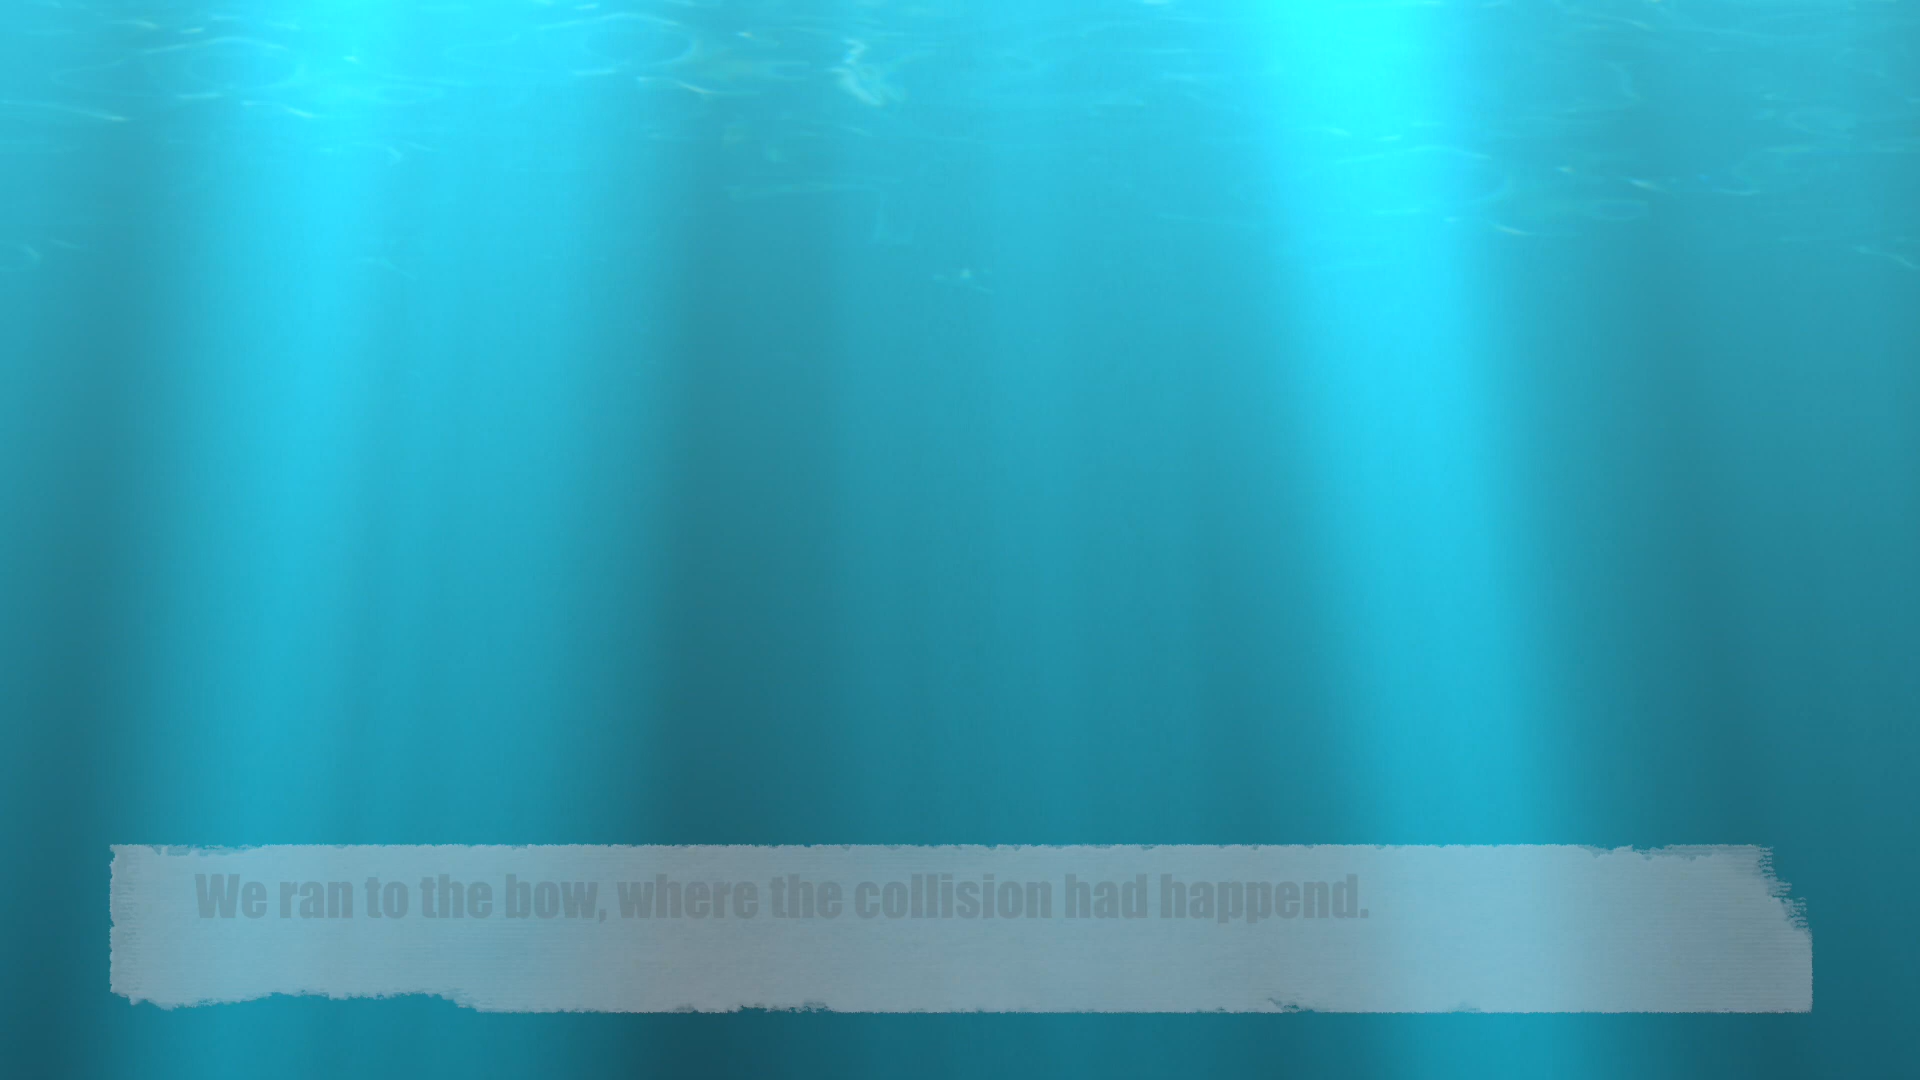 We ran to the bow, where the collision had happend.